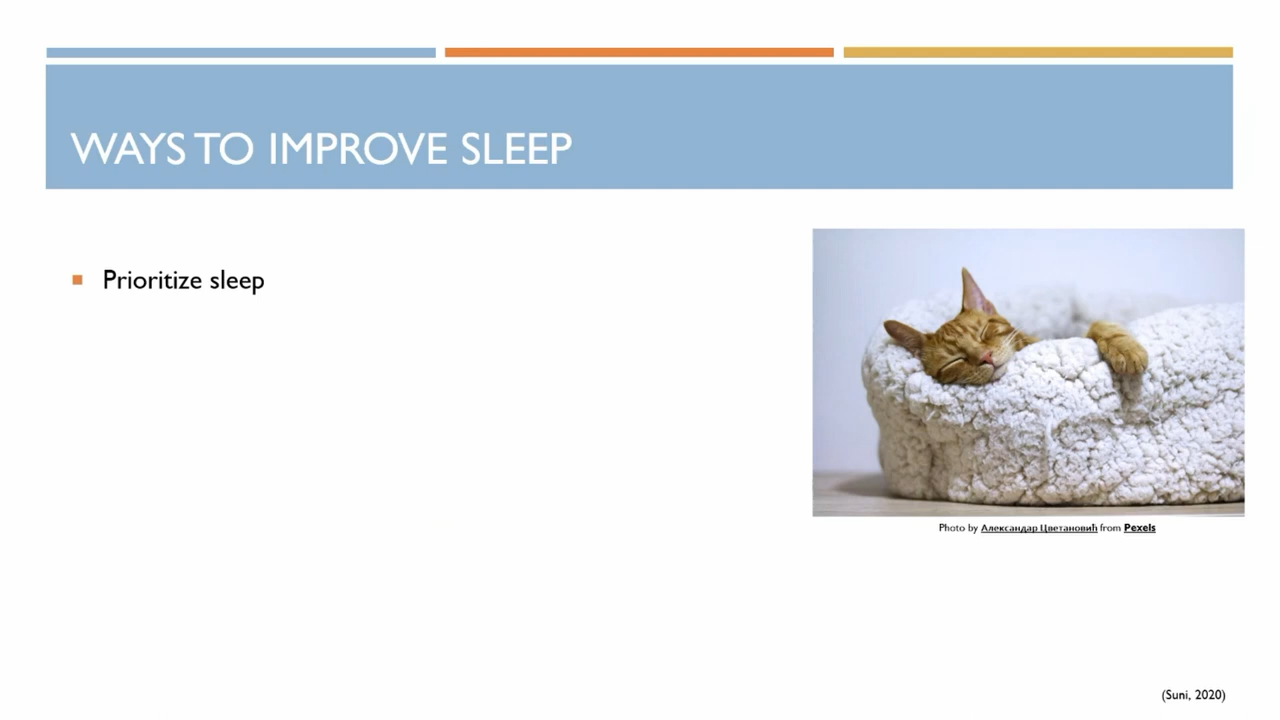 WAYS TO IMPROVE SLEEP
Prioritize sleep
Photo by Александар Цветановић from Pexels
(Suni, 2020)